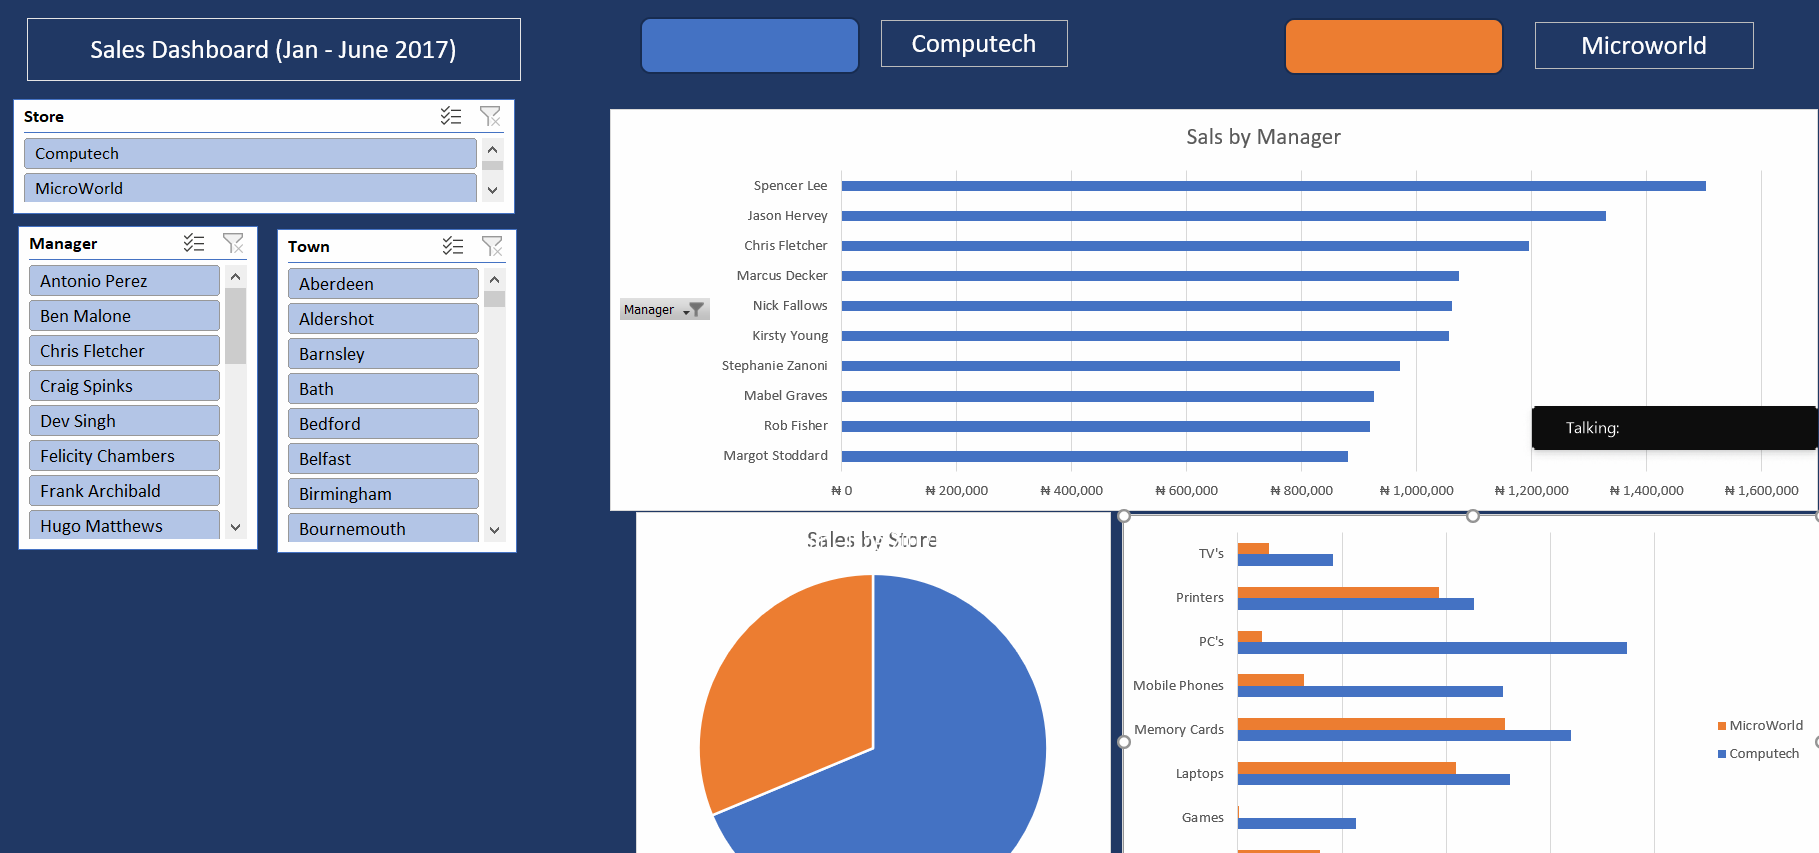 Sales Dashboard (Jan - June 2017)
Computech
Microworld
Store
Computech
MicroWorld
Manager
Antonio Perez
Ben Malone
Chris Fletcher
Craig Spinks
Dev Singh
Felicity Chambers
Frank Archibald
Hugo Matthews
Town
Aberdeen
Aldershot
Barnsley
Bath
Bedford
Belfast
Birmingham
Bournemouth
Sals by Manager
Manager
Spencer Lee
Jason Hervey
Chris Fletcher
Marcus Decker
Nick Fallows
Kirsty Young
Stephanie Zanoni
Mabel Graves
Rob Fisher
Margot Stoddard
₦ 0 ₦ 200,000 ₦ 400,000 ₦ 600,000 ₦ 800,000 ₦ 1,000,000 ₦ 1,200,000 ₦ 1,400,000 ₦ 1,600,000
Talking:
Sales by Store
TV's
Printers
PC's
Mobile Phones
Memory Cards
Laptops
Games
MicroWorld
Computech